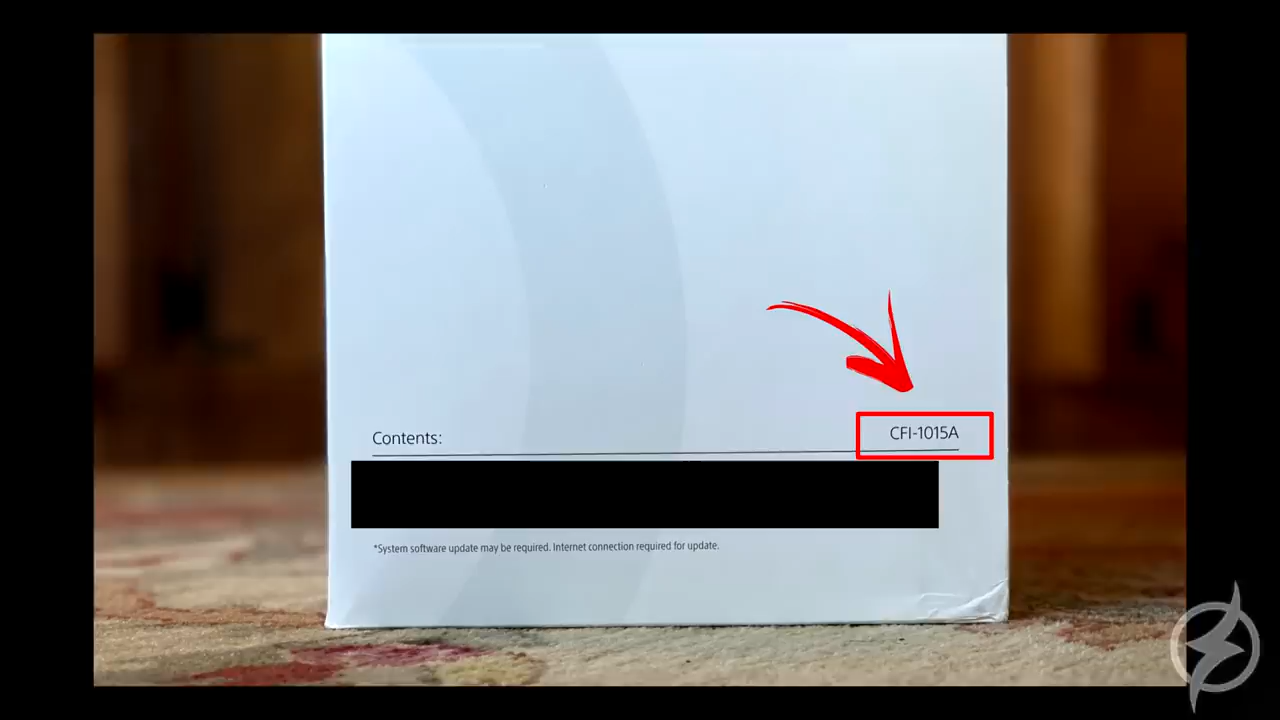 Contents:
CFI-1015A
*System software update may be required. Internet connection required for update.